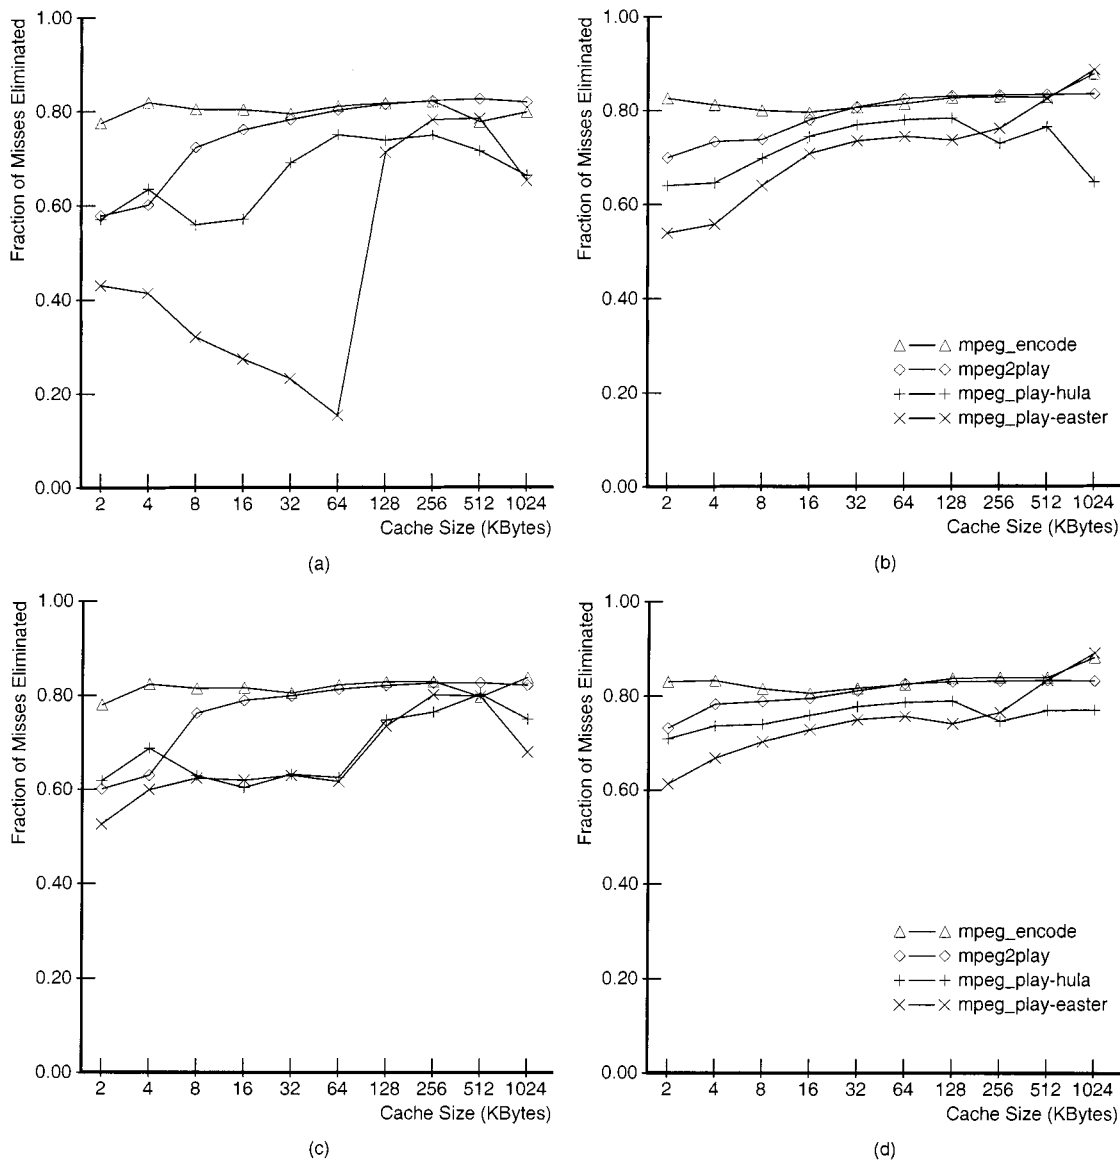 Fraction of Misses Eliminated
1.00
0.80
0.60
0.40
0.20
0.00
2 4 8 16 32 64 128 256 512 1024
Cache Size (KBytes)
(a)
Fraction of Misses Eliminated
1.00
0.80
0.60
0.40
0.20
0.00
mpeg_encode
mpeg2play
mpeg_play-hula
mpeg_play-easter
2 4 8 16 32 64 128 256 512 1024
Cache Size (KBytes)
(b)
Fraction of Misses Eliminated
1.00
0.80
0.60
0.40
0.20
0.00
2 4 8 16 32 64 128 256 512 1024
Cache Size (KBytes)
(c)
Fraction of Misses Eliminated
1.00
0.80
0.60
0.40
0.20
0.00
mpeg_encode
mpeg2play
mpeg_play-hula
mpeg_play-easter
2 4 8 16 32 64 128 256 512 1024
Cache Size (KBytes)
(d)